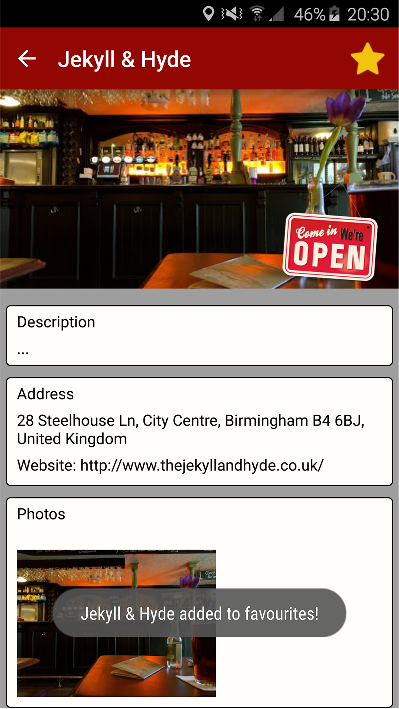 46% 20:30
Jekyll & Hyde
Come in We're
OPEN
Description
...
Address
28 Steelhouse Ln, City Centre, Birmingham B4 6BJ,
United Kingdom
Website: http://www.thejekyllandhyde.co.uk/
Photos
Jekyll & Hyde added to favourites!